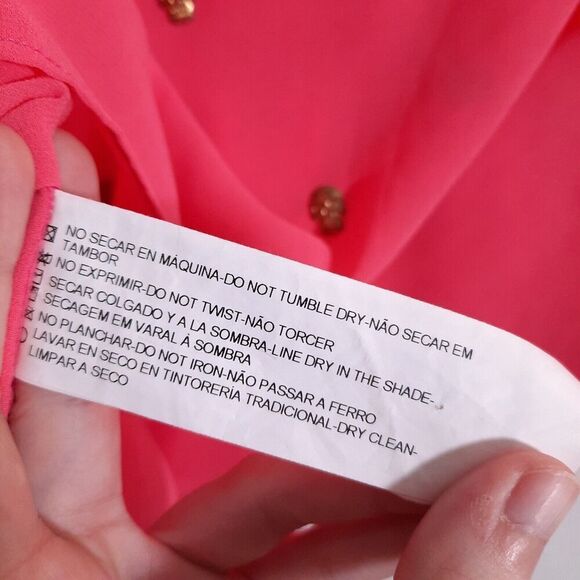 NO SECAR EN MÁQUINA-DO NOT TUMBLE DRY-NÃO SECAR EM
TAMBOR
NO EXPRIMIR-DO NOT TWIST-NÃO TORCER
SECAR COLGADO Y A LA SOMBRA-LINE DRY IN THE SHADE-
SECAGEM EM VARAL À SOMBRA
NO PLANCHAR-DO NOT IRON-NÃO PASSAR A FERRO
LAVAR EN SECO EN TINTORERÍA TRADICIONAL-DRY CLEAN-
LIMPAR A SECO